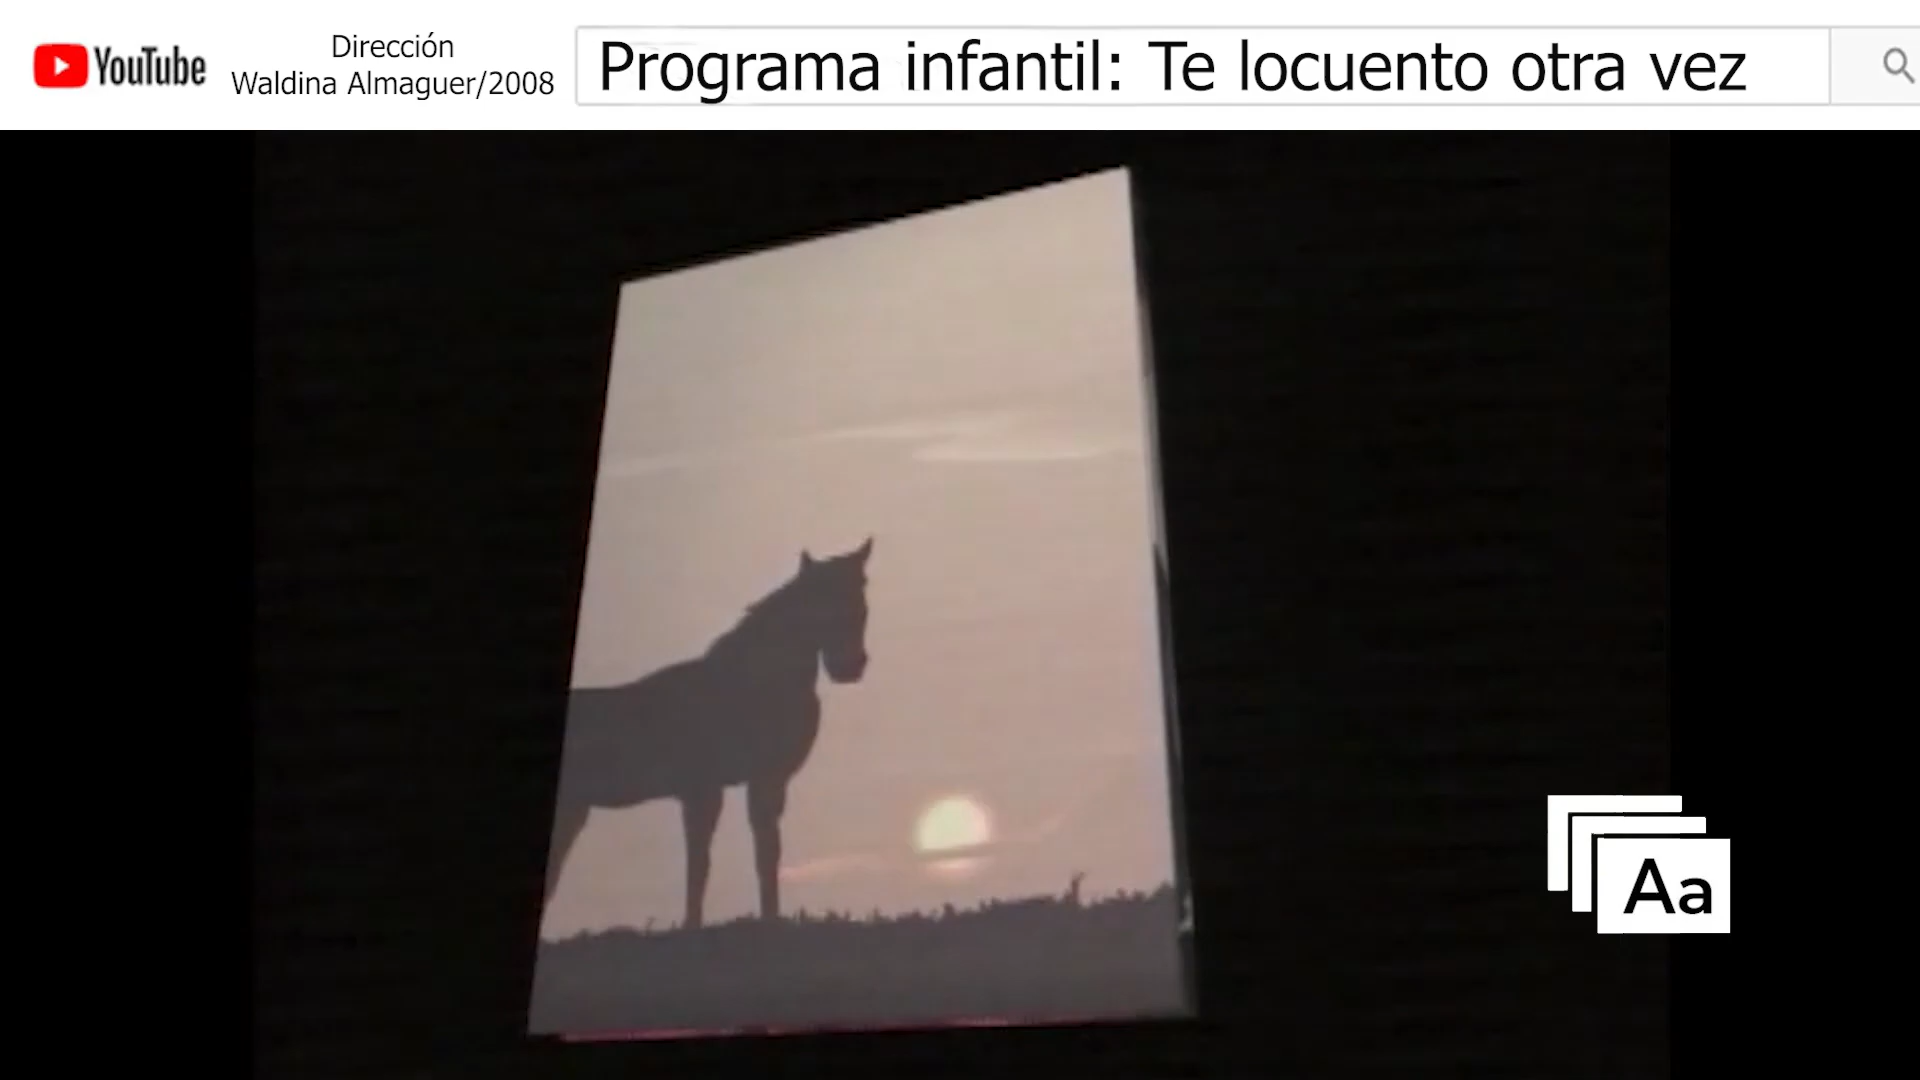 YouTube
Dirección
Waldina Almaguer/2008
Programa infantil: Te locuento otra vez
Aa